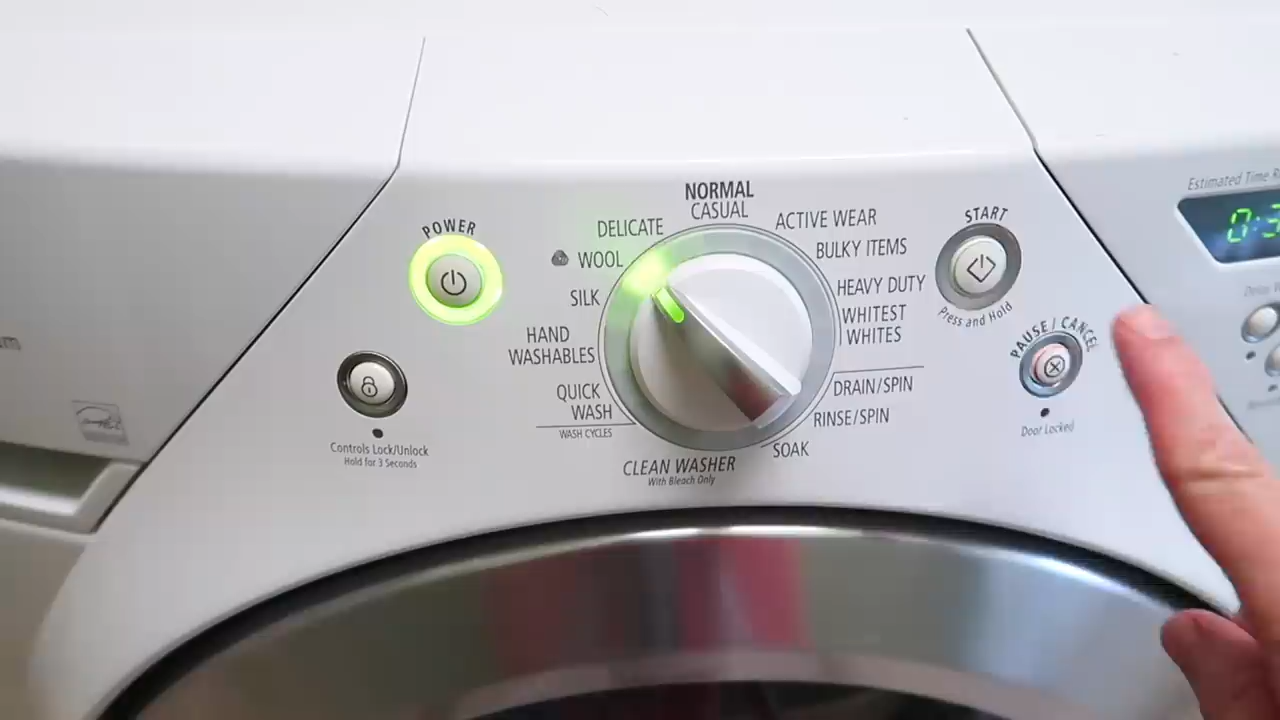 POWER
Controls Lock/Unlock
Hold for 3 Seconds
NORMAL
CASUAL
DELICATE
WOOL
SILK
HAND
WASHABLES
QUICK
WASH
WASH CYCLES
CLEAN WASHER
With Bleach Only
ACTIVE WEAR
BULKY ITEMS
HEAVY DUTY
WHITEST
WHITES
DRAIN/SPIN
RINSE/SPIN
SOAK
START
Press and Hold
PAUSE / CANCEL
Door Locked
Estimated Time